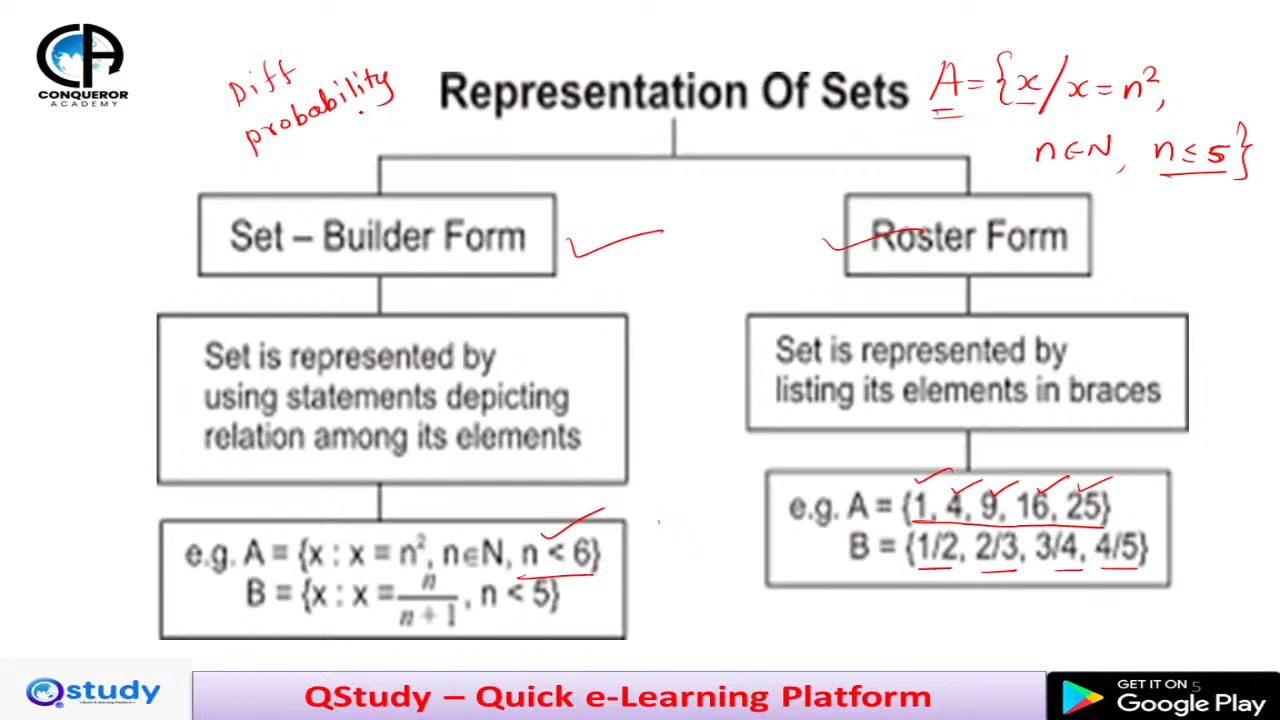 CONQUEROR
ACADEMY
Diff
probability
Representation Of Sets
A = {x/x = n²,
n∈N, n ≤ 5}
Set – Builder Form
Roster Form
Set is represented by
using statements depicting
relation among its elements
Set is represented by
listing its elements in braces
e.g. A = {x : x = n², n∈N, n < 6}
B = {x : x = n/n + 1, n < 5}
e.g. A = {1, 4, 9, 16, 25}
B = {1/2, 2/3, 3/4, 4/5}
Qstudy
QStudy – Quick e-Learning Platform
GET IT ON 5
Google Play